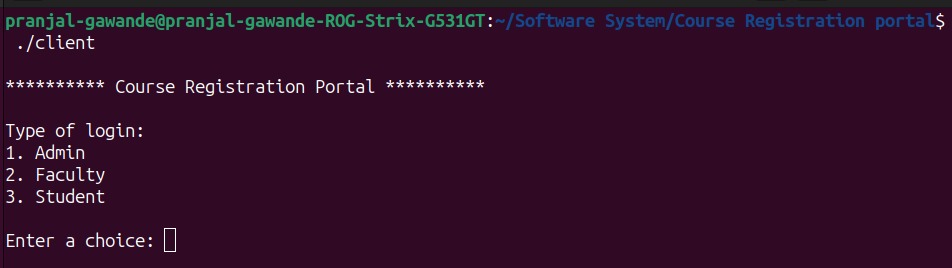 pranjal-gawande@pranjal-gawande-ROG-Strix-G531GT:~/Software System/Course Registration portal$
./client
********** Course Registration Portal **********
Type of login:
1. Admin
2. Faculty
3. Student
Enter a choice: